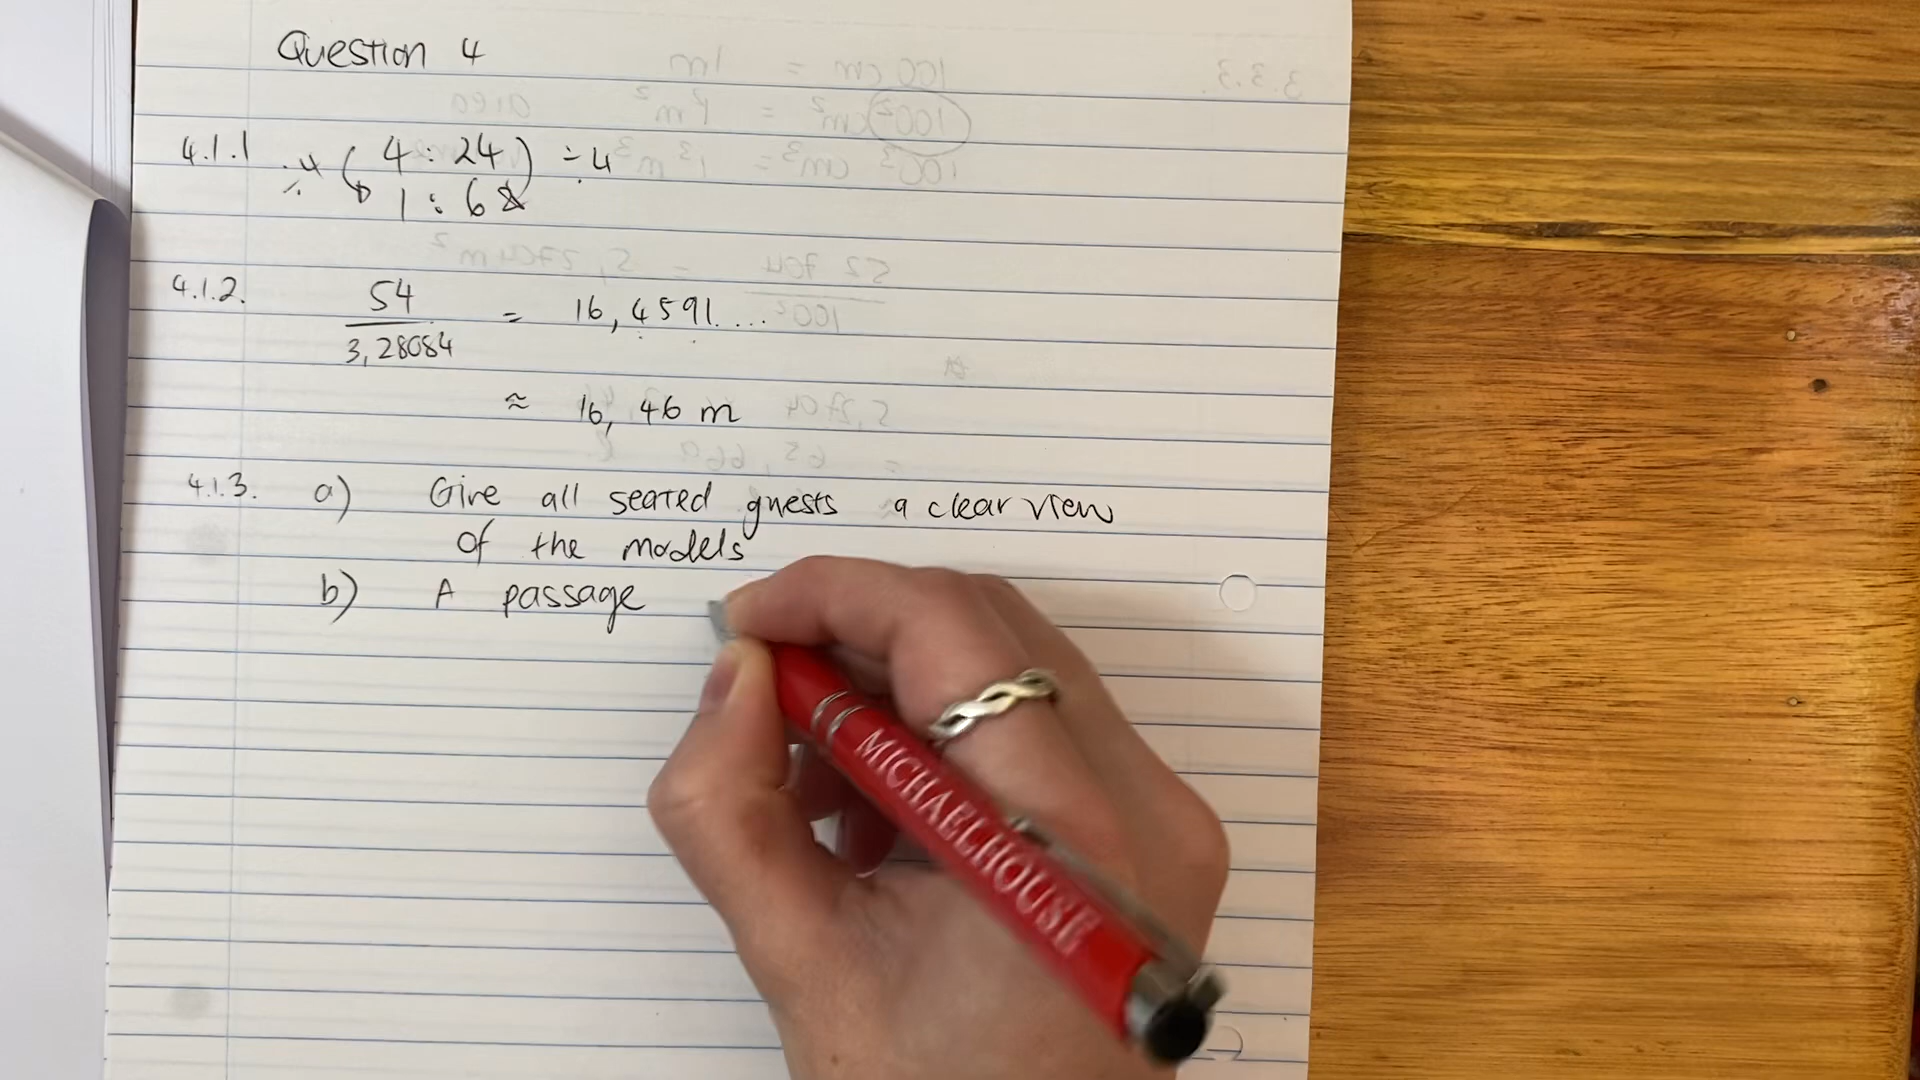 Question 4
4.1.1 ÷4 ( 4 : 24 ) ÷4
1 : 6
4.1.2. 54
3,28084
= 16,4591....
≈ 16,46 m
4.1.3. a) Give all seated guests a clear view
of the models
b) A passage
MICHAELHOUSE